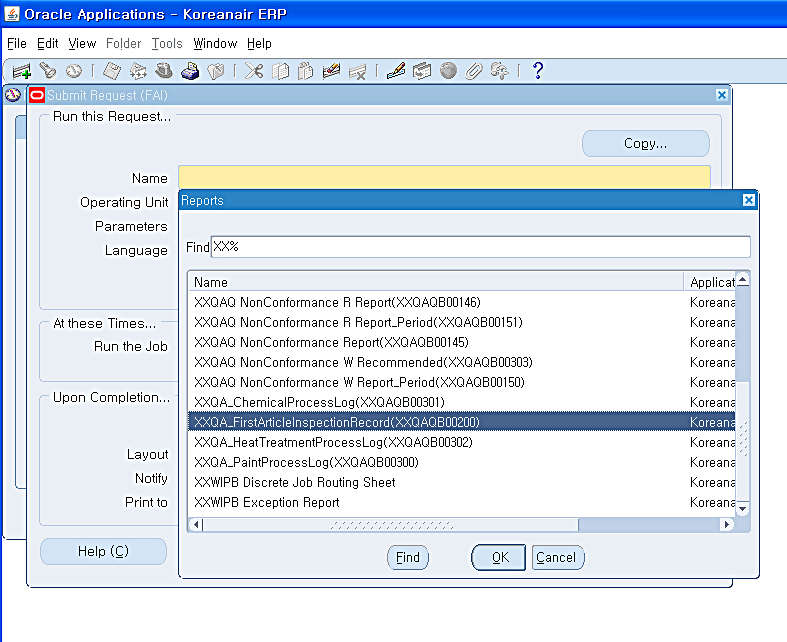 Oracle Applications - Koreanair ERP
File Edit View Folder Tools Window Help
Submit Request (FAI)
Run this Request...
Copy...
Name
Operating Unit
Parameters
Language
At these Times...
Run the Job
Upon Completion...
Layout
Notify
Print to
Help (C)
Reports
Find XX%
Name Applicat
XXQAQ NonConformance R Report(XXQAQB00146) Koreana
XXQAQ NonConformance R Report_Period(XXQAQB00151) Koreana
XXQAQ NonConformance Report(XXQAQB00145) Koreana
XXQAQ NonConformance W Recommended(XXQAQB00303) Koreana
XXQAQ NonConformance W Report_Period(XXQAQB00150) Koreana
XXQA_ChemicalProcessLog(XXQAQB00301) Koreana
XXQA_FirstArticleInspectionRecord(XXQAQB00200) Koreana
XXQA_HeatTreatmentProcessLog(XXQAQB00302) Koreana
XXQA_PaintProcessLog(XXQAQB00300) Koreana
XXWIPB Discrete Job Routing Sheet Koreana
XXWIPB Exception Report Koreana
Find OK Cancel